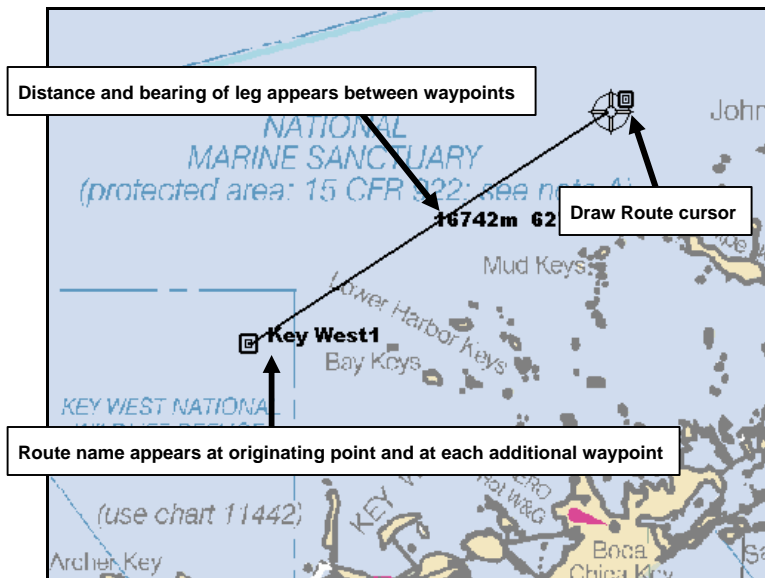 Distance and bearing of leg appears between waypoints
NATIONAL
MARINE SANCTUARY
(protected area: 15 CFR 922; see note A)
John
Draw Route cursor
16742m 62
Mud Keys
Lower Harbor Keys
Key West1
Bay Keys
KEY WEST NATIONAL
Route name appears at originating point and at each additional waypoint
(use chart 11442)
KEY W
Rot W&G
Boca
Chica Key
Archer Key